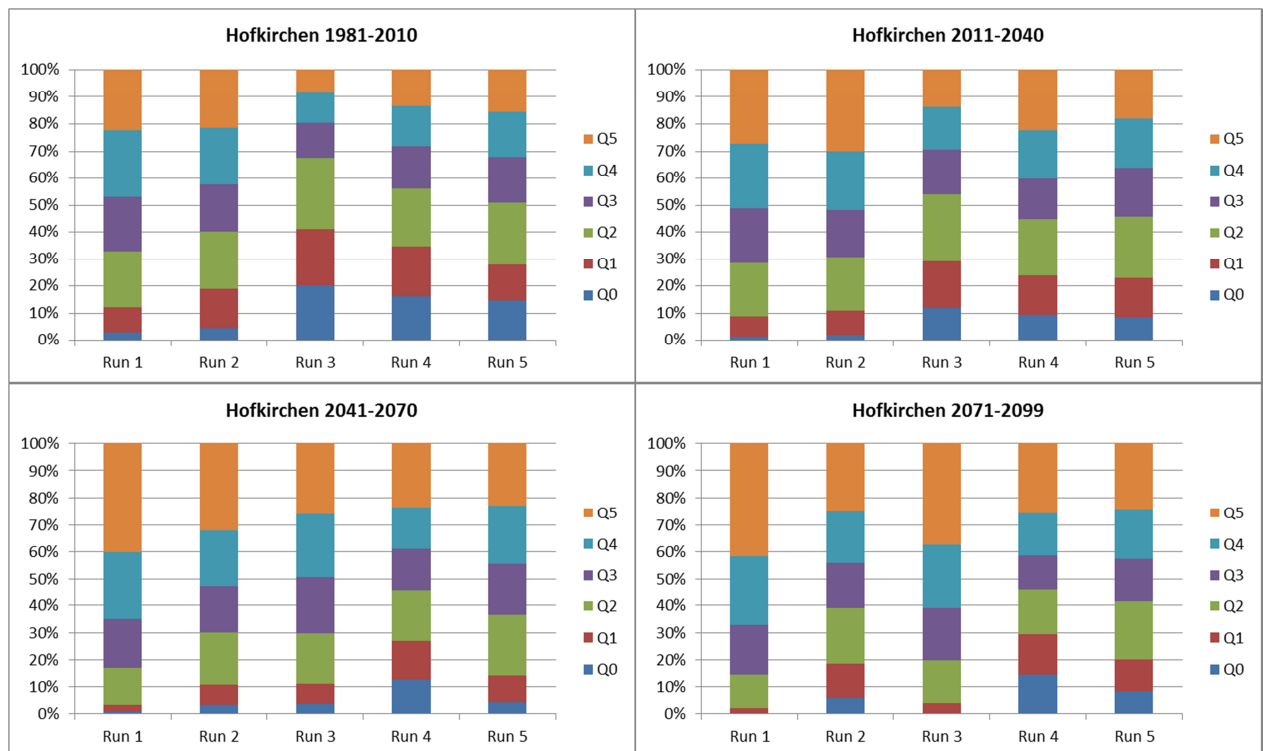 Hofkirchen 1981-2010
100%
90%
80%
70%
60%
50%
40%
30%
20%
10%
0%
Run 1 Run 2 Run 3 Run 4 Run 5
Q5
Q4
Q3
Q2
Q1
Q0
Hofkirchen 2011-2040
100%
90%
80%
70%
60%
50%
40%
30%
20%
10%
0%
Run 1 Run 2 Run 3 Run 4 Run 5
Q5
Q4
Q3
Q2
Q1
Q0
Hofkirchen 2041-2070
100%
90%
80%
70%
60%
50%
40%
30%
20%
10%
0%
Run 1 Run 2 Run 3 Run 4 Run 5
Q5
Q4
Q3
Q2
Q1
Q0
Hofkirchen 2071-2099
100%
90%
80%
70%
60%
50%
40%
30%
20%
10%
0%
Run 1 Run 2 Run 3 Run 4 Run 5
Q5
Q4
Q3
Q2
Q1
Q0